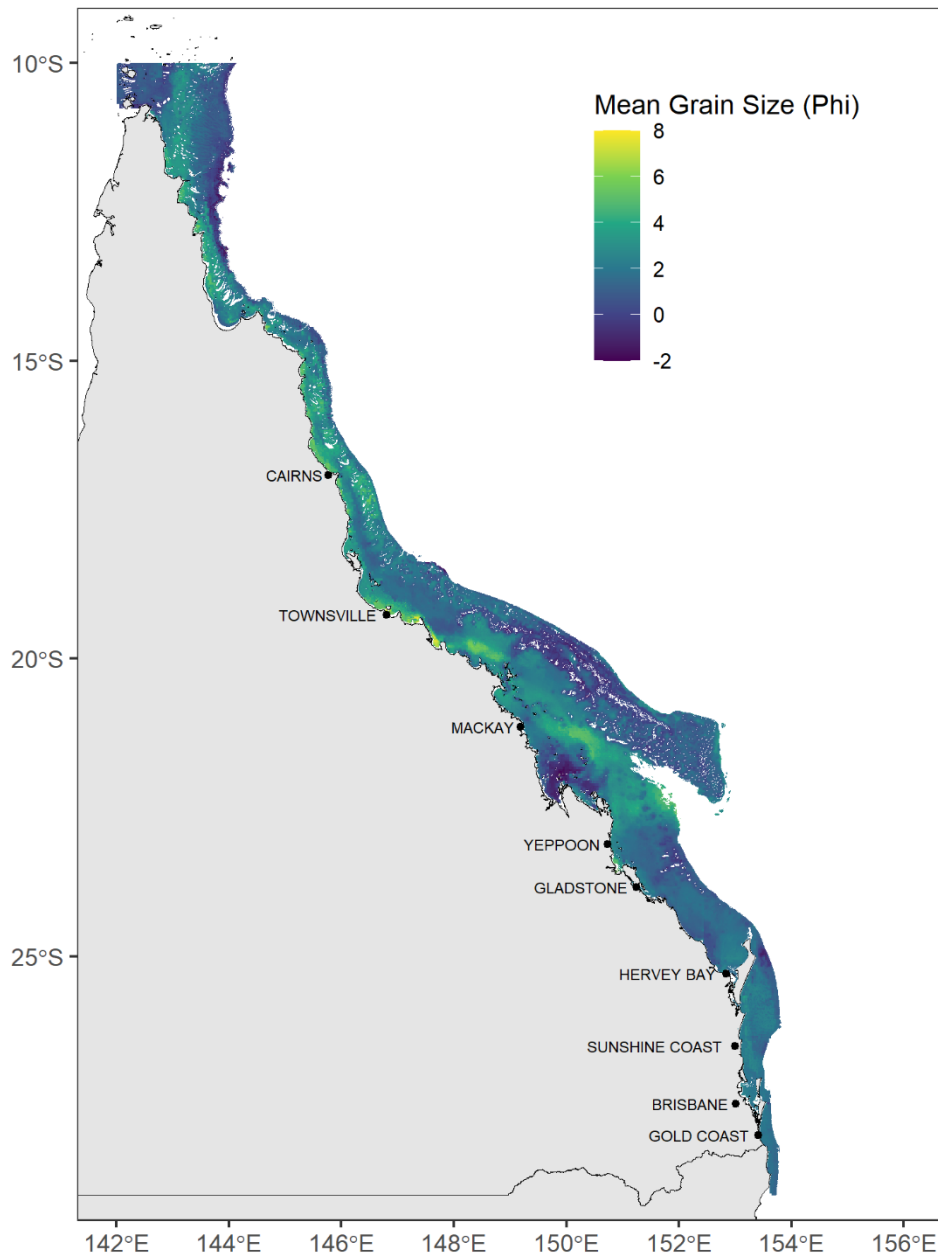 Mean Grain Size (Phi)
8
6
4
2
0
-2
10°S
15°S
20°S
25°S
CAIRNS
TOWNSVILLE
MACKAY
YEPPOON
GLADSTONE
HERVEY BAY
SUNSHINE COAST
BRISBANE
GOLD COAST
142°E 144°E 146°E 148°E 150°E 152°E 154°E 156°E